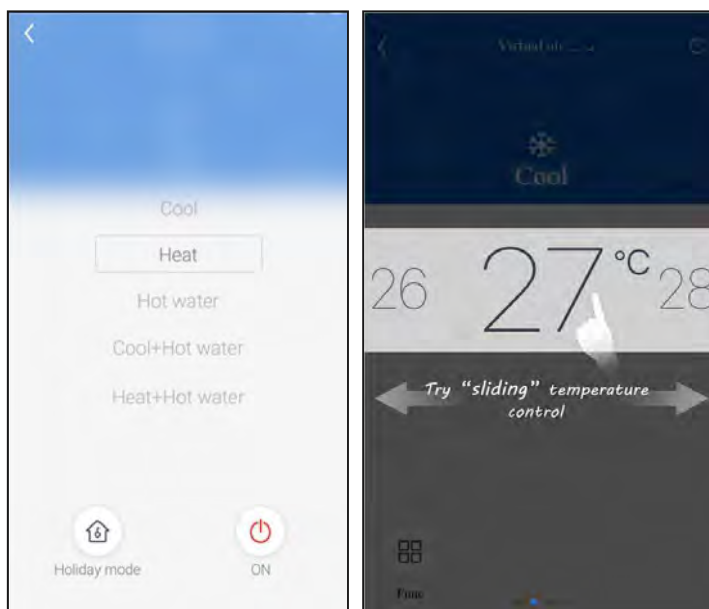 Cool
Heat
Hot water
Cool+Hot water
Heat+Hot water
Holiday mode
ON
Cool
26 27°C 28
Try “sliding” temperature
control
Func